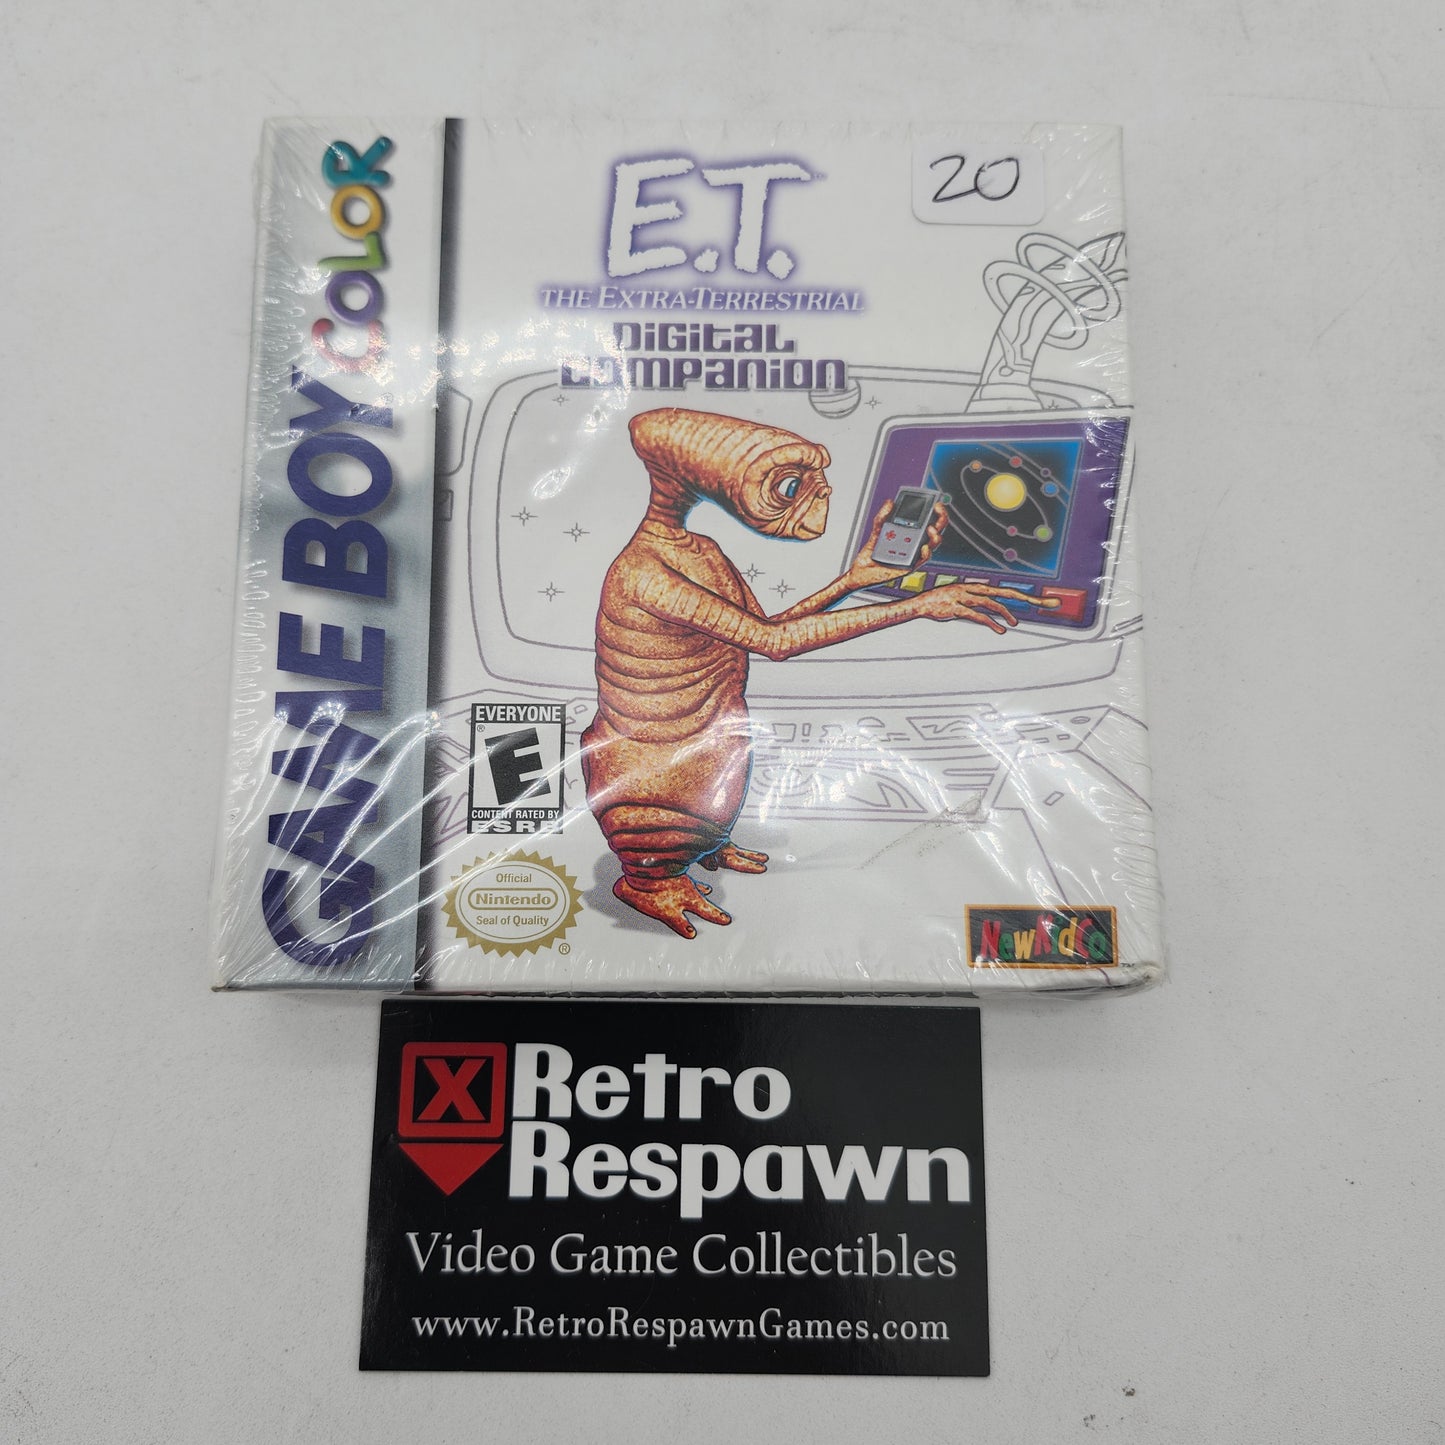 GAME BOY COLOR
E.T.
THE EXTRA-TERRESTRIAL
DIGITAL
COMPANION
20
EVERYONE
E
CONTENT RATED BY
ESRB
Official
Nintendo
Seal of Quality
®
NewKidCo
X Retro
Respawn
Video Game Collectibles
www.RetroRespawnGames.com